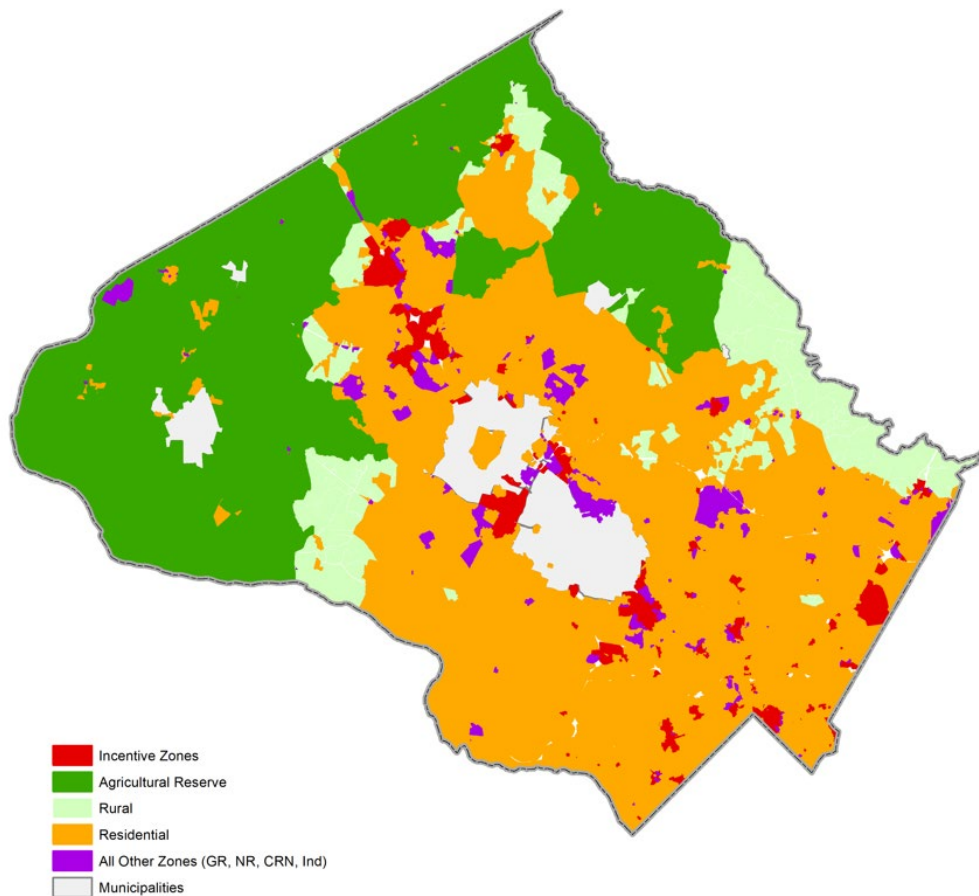 Incentive Zones
Agricultural Reserve
Rural
Residential
All Other Zones (GR, NR, CRN, Ind)
Municipalities